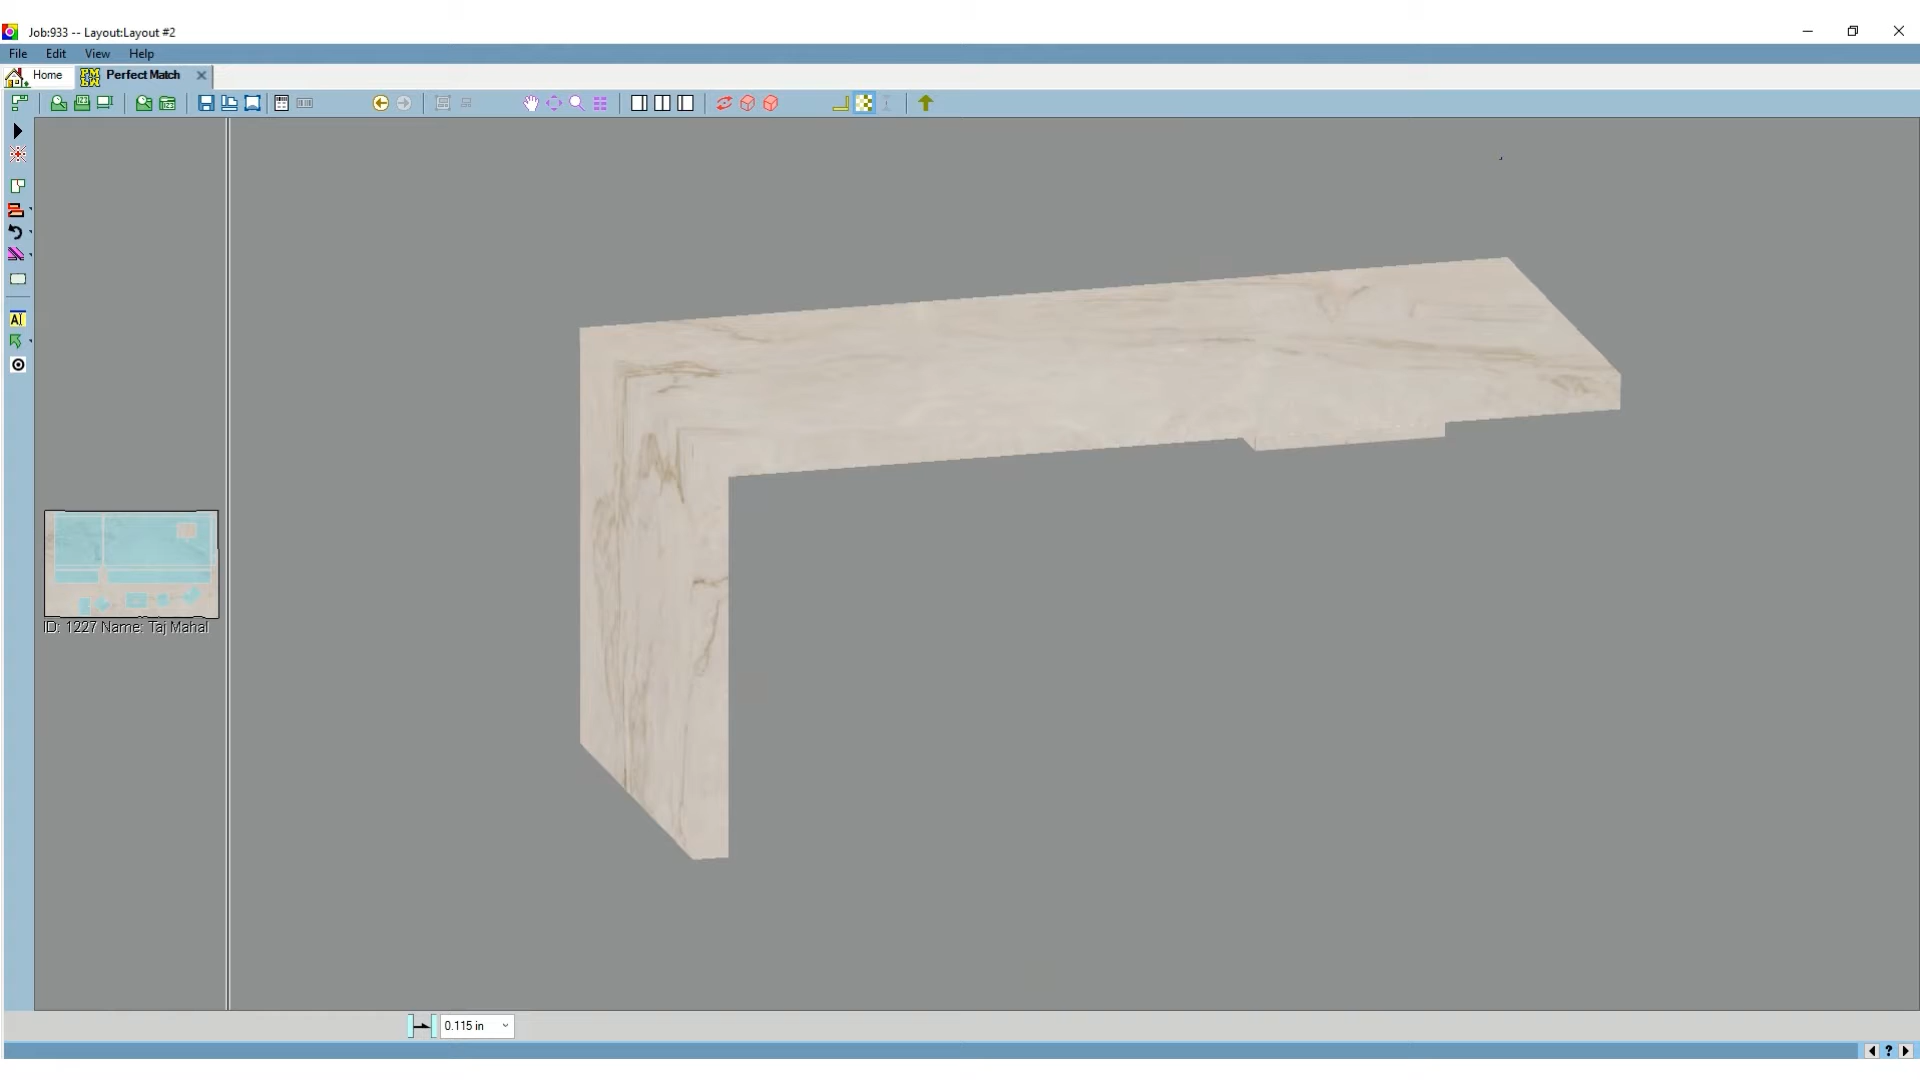 Job:933 -- Layout:Layout #2
File Edit View Help
Home Perfect Match
ID: 1227 Name: Taj Mahal
0.115 in